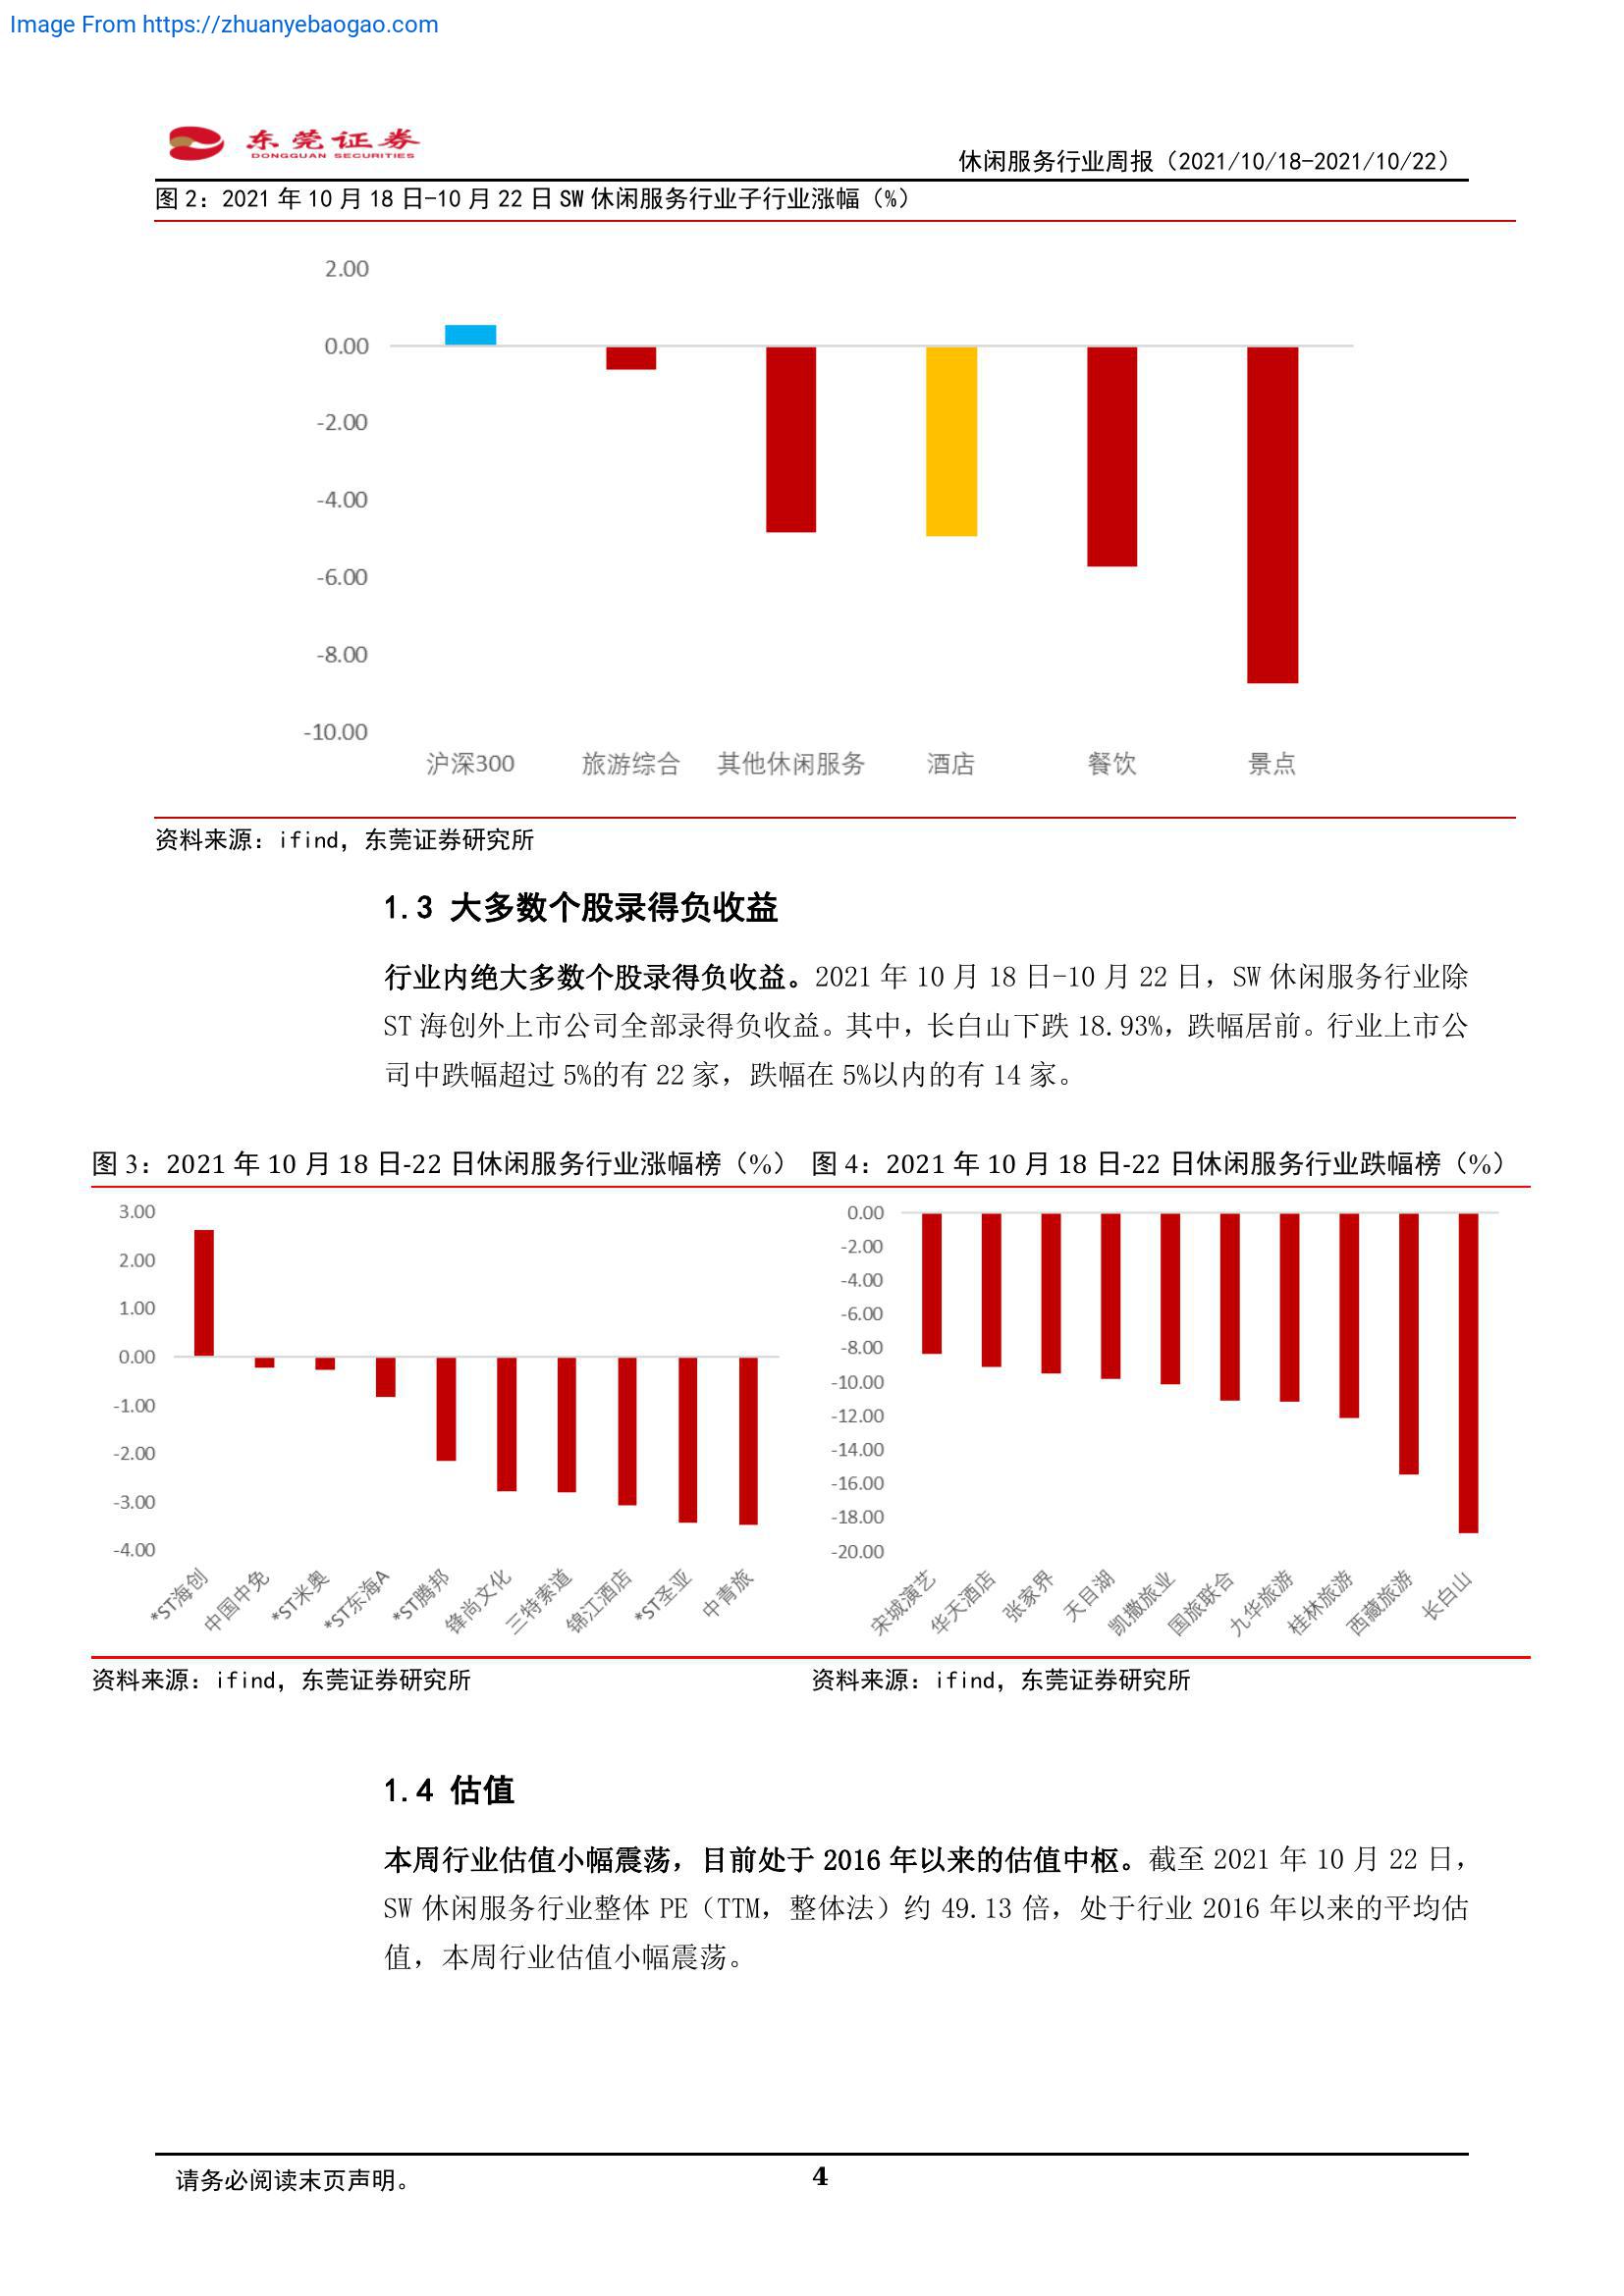 Image From https://zhuanyebaogao.com
东莞证券
DONGGUAN SECURITIES
休闲服务行业周报（2021/10/18-2021/10/22）
图 2：2021 年 10 月 18 日-10 月 22 日 SW 休闲服务行业子行业涨幅（%）
2.00
0.00
-2.00
-4.00
-6.00
-8.00
-10.00
沪深300 旅游综合 其他休闲服务 酒店 餐饮 景点
资料来源：ifind，东莞证券研究所
1.3 大多数个股录得负收益
行业内绝大多数个股录得负收益。2021 年 10 月 18 日-10 月 22 日，SW 休闲服务行业除
ST 海创外上市公司全部录得负收益。其中，长白山下跌 18.93%，跌幅居前。行业上市公
司中跌幅超过 5%的有 22 家，跌幅在 5%以内的有 14 家。
图 3：2021 年 10 月 18 日-22 日休闲服务行业涨幅榜（%）
3.00
2.00
1.00
0.00
-1.00
-2.00
-3.00
-4.00
*ST海创 中国中免 *ST米奥 *ST东海A *ST腾邦 锋尚文化 三特索道 锦江酒店 *ST圣亚 中青旅
资料来源：ifind，东莞证券研究所
图 4：2021 年 10 月 18 日-22 日休闲服务行业跌幅榜（%）
0.00
-2.00
-4.00
-6.00
-8.00
-10.00
-12.00
-14.00
-16.00
-18.00
-20.00
宋城演艺 华天酒店 张家界 天目湖 凯撒旅业 国旅联合 九华旅游 桂林旅游 西藏旅游 长白山
资料来源：ifind，东莞证券研究所
1.4 估值
本周行业估值小幅震荡，目前处于 2016 年以来的估值中枢。截至 2021 年 10 月 22 日，
SW 休闲服务行业整体 PE（TTM，整体法）约 49.13 倍，处于行业 2016 年以来的平均估
值，本周行业估值小幅震荡。
请务必阅读末页声明。
4